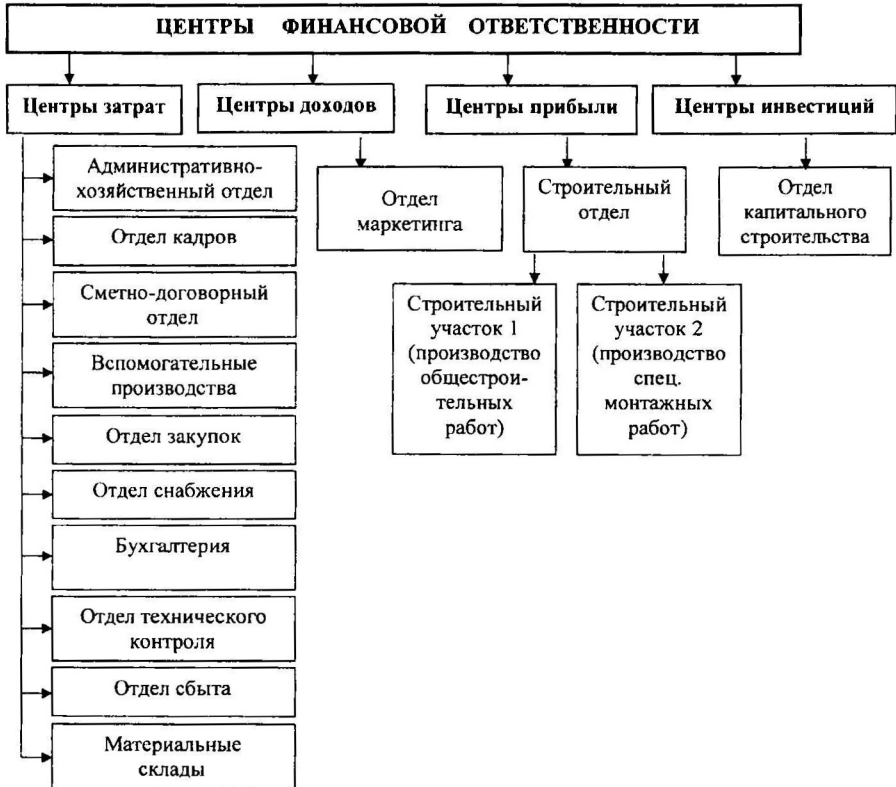 ЦЕНТРЫ ФИНАНСОВОЙ ОТВЕТСТВЕННОСТИ
Центры затрат
Центры доходов
Центры прибыли
Центры инвестиций
Административно-
хозяйственный отдел
Отдел кадров
Сметно-договорный
отдел
Вспомогательные
производства
Отдел закупок
Отдел снабжения
Бухгалтерия
Отдел технического
контроля
Отдел сбыта
Материальные
склады
Отдел
маркетинга
Строительный
отдел
Строительный
участок 1
(производство
общестрои-
тельных
работ)
Строительный
участок 2
(производство
спец.
монтажных
работ)
Отдел
капитального
строительства